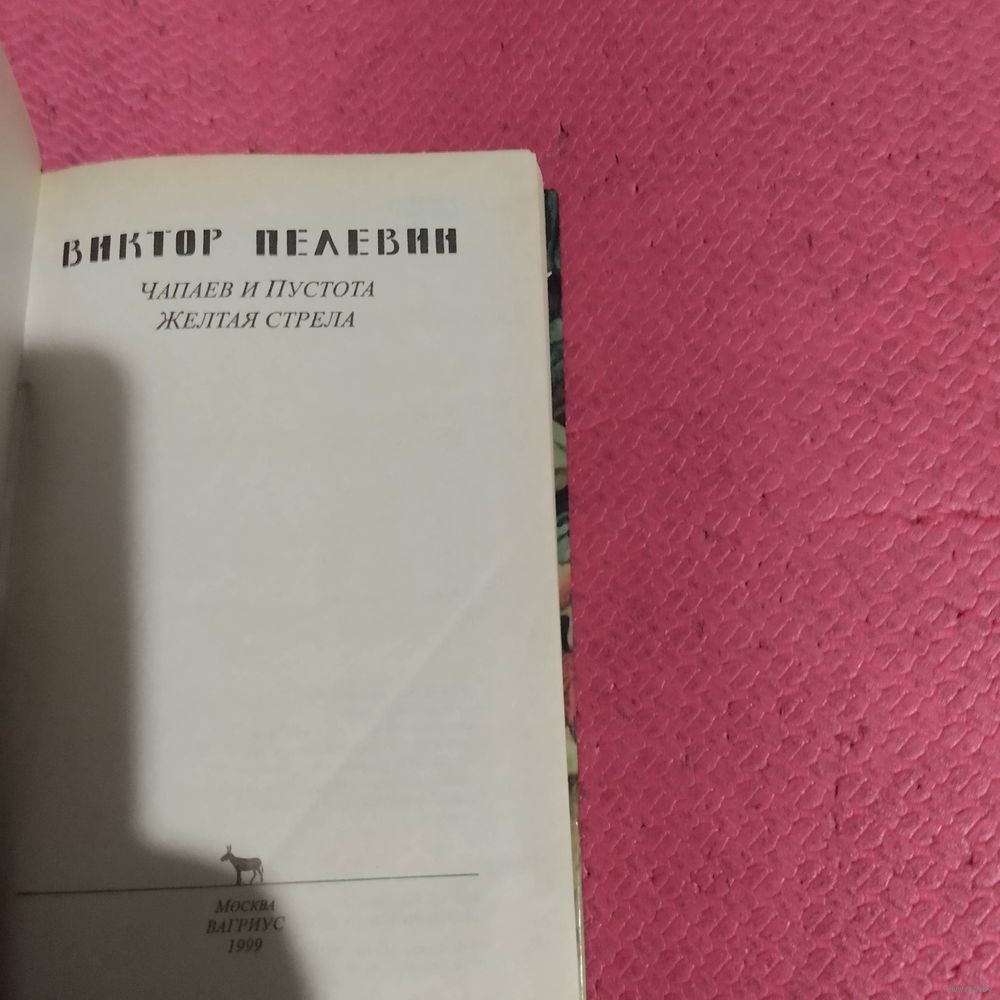 ВИКТОР ПЕЛЕВИН
ЧАПАЕВ И ПУСТОТА
ЖЕЛТАЯ СТРЕЛА
МОСКВА
ВАГРИУС
1999